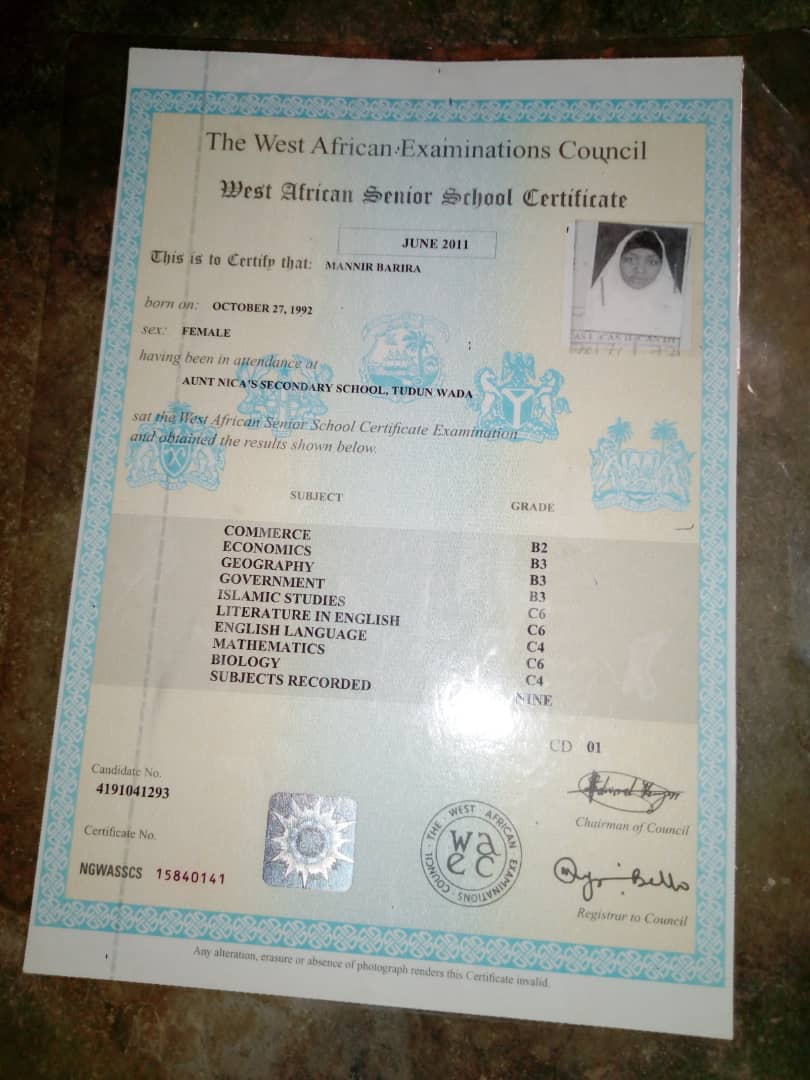 The West African Examinations Council
West African Senior School Certificate
JUNE 2011
This is to Certify that: MANNIR BARIRA
born on: OCTOBER 27, 1992
sex: FEMALE
having been in attendance at
AUNT NICA'S SECONDARY SCHOOL, TUDUN WADA
sat the West African Senior School Certificate Examination
and obtained the results shown below.
SUBJECT GRADE
COMMERCE B2
ECONOMICS B3
GEOGRAPHY B3
GOVERNMENT B3
ISLAMIC STUDIES C6
LITERATURE IN ENGLISH C6
ENGLISH LANGUAGE C4
MATHEMATICS C6
BIOLOGY C4
SUBJECTS RECORDED NINE
CD 01
Candidate No.
4191041293
Chairman of Council
Certificate No.
NGWASSCS 15840141
THE WEST AFRICAN EXAMINATIONS COUNCIL
waec
Bello
Registrar to Council
Any alteration, erasure or absence of photograph renders this Certificate invalid.